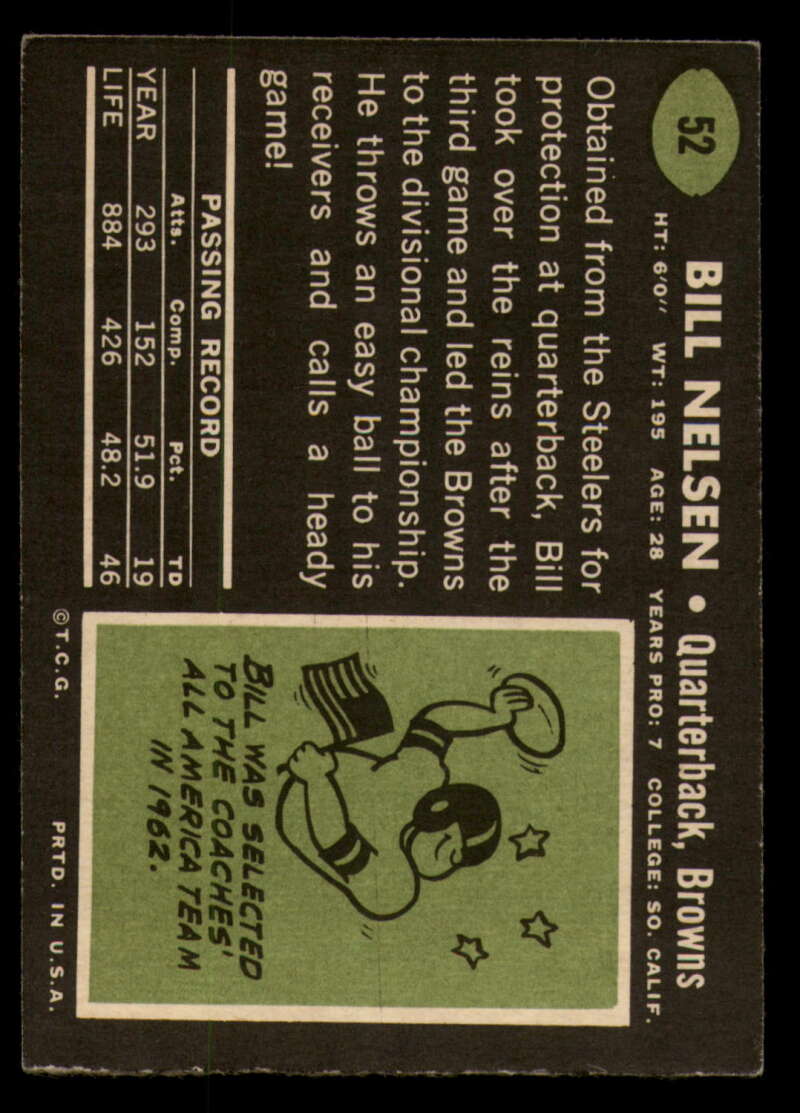 52
BILL NELSEN • Quarterback, Browns
HT: 6'0" WT: 195 AGE: 28 YEARS PRO: 7 COLLEGE: SO. CALIF.
Obtained from the Steelers for
protection at quarterback, Bill
took over the reins after the
third game and led the Browns
to the divisional championship.
He throws an easy ball to his
receivers and calls a heady
game!
PASSING RECORD
Atts. Comp. Pct. TD
YEAR 293 152 51.9 19
LIFE 884 426 48.2 46
BILL WAS SELECTED
TO THE COACHES'
ALL AMERICA TEAM
IN 1962.
©T.C.G. PRTD. IN U.S.A.